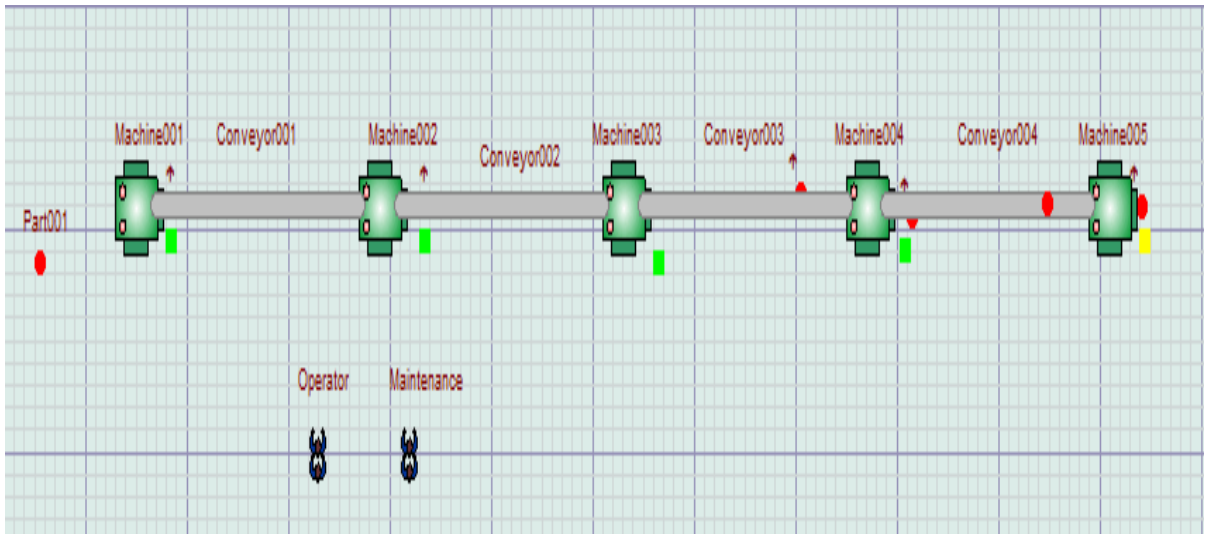 Machine001
Conveyor001
Machine002
Conveyor002
Machine003
Conveyor003
Machine004
Conveyor004
Machine005
Part001
Operator
Maintenance